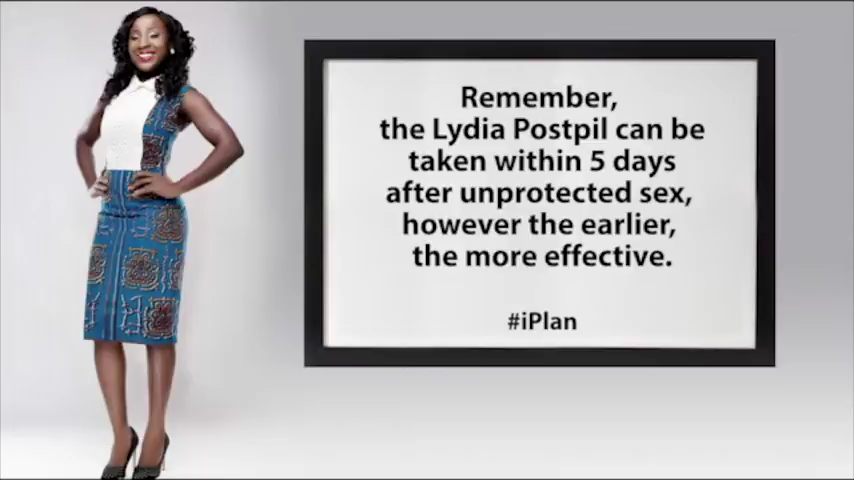 Remember,
the Lydia Postpil can be
taken within 5 days
after unprotected sex,
however the earlier,
the more effective.
#iPlan